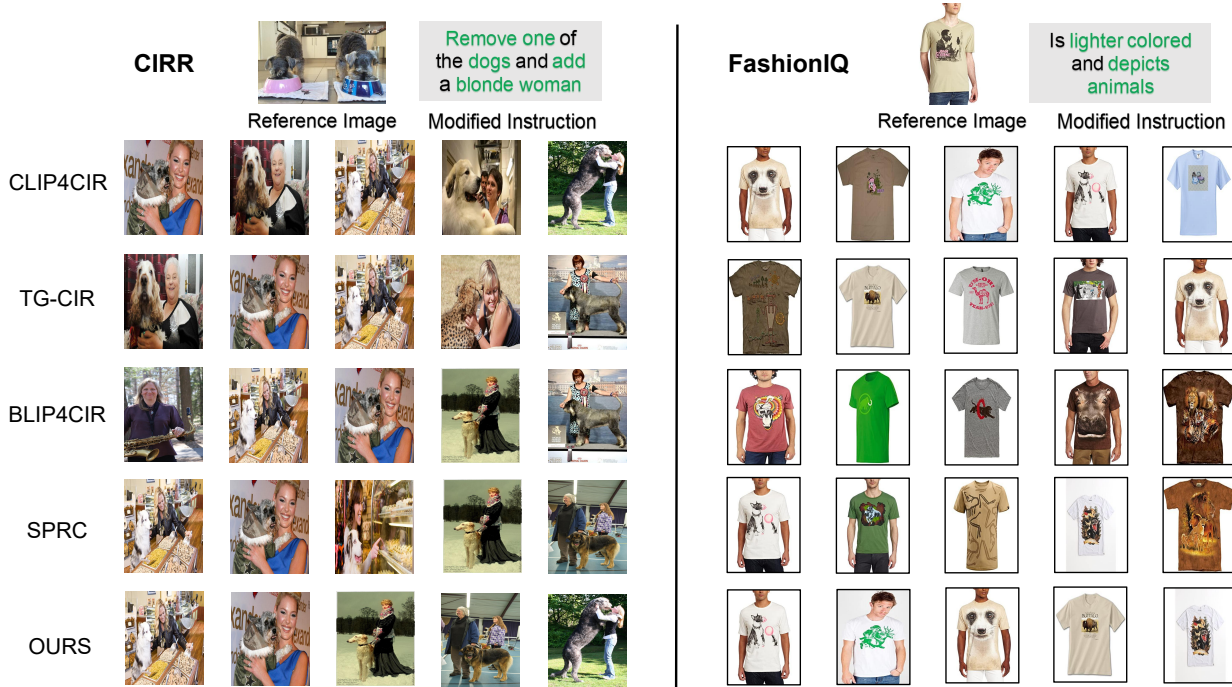 CIRR
Remove one of
the dogs and add
a blonde woman
Reference Image
Modified Instruction
FashionIQ
Is lighter colored
and depicts
animals
Reference Image
Modified Instruction
CLIP4CIR
TG-CIR
BLIP4CIR
SPRC
OURS